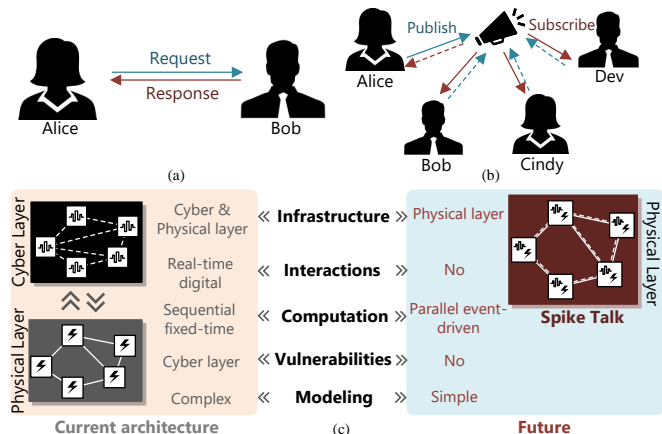 Request
Response
Alice
Bob
(a)
Publish
Subscribe
Alice
Dev
Bob
Cindy
(b)
Cyber Layer
Physical Layer
Cyber &
Physical layer
Infrastructure
Physical layer
Real-time
digital
Interactions
No
Sequential
fixed-time
Computation
Parallel event-
driven
Cyber layer
Vulnerabilities
No
Complex
Modeling
Simple
Physical Layer
Spike Talk
Current architecture
(c)
Future